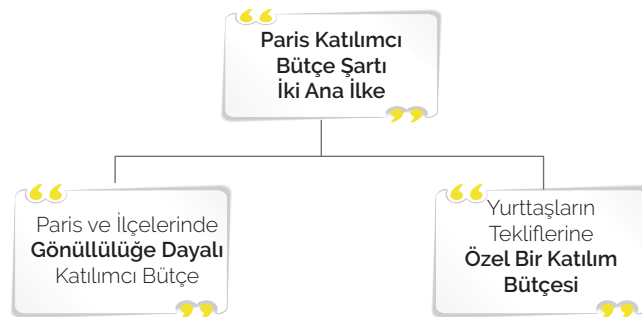 Paris Katılımcı
Bütçe Şartı
İki Ana İlke
Paris ve İlçelerinde
Gönüllülüğe Dayalı
Katılımcı Bütçe
Yurttaşların
Tekliflerine
Özel Bir Katılım
Bütçesi